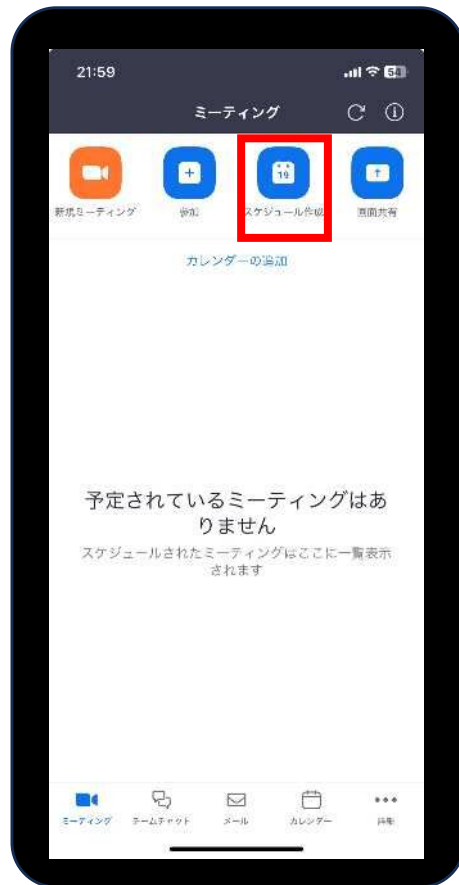 21:59
54
ミーティング
新規ミーティング
参加
19
スケジュール作成
画面共有
カレンダーの追加
予定されているミーティングはあ
りません
スケジュールされたミーティングはここに一覧表示
されます
ミーティング
チームチャット
メール
カレンダー
詳細